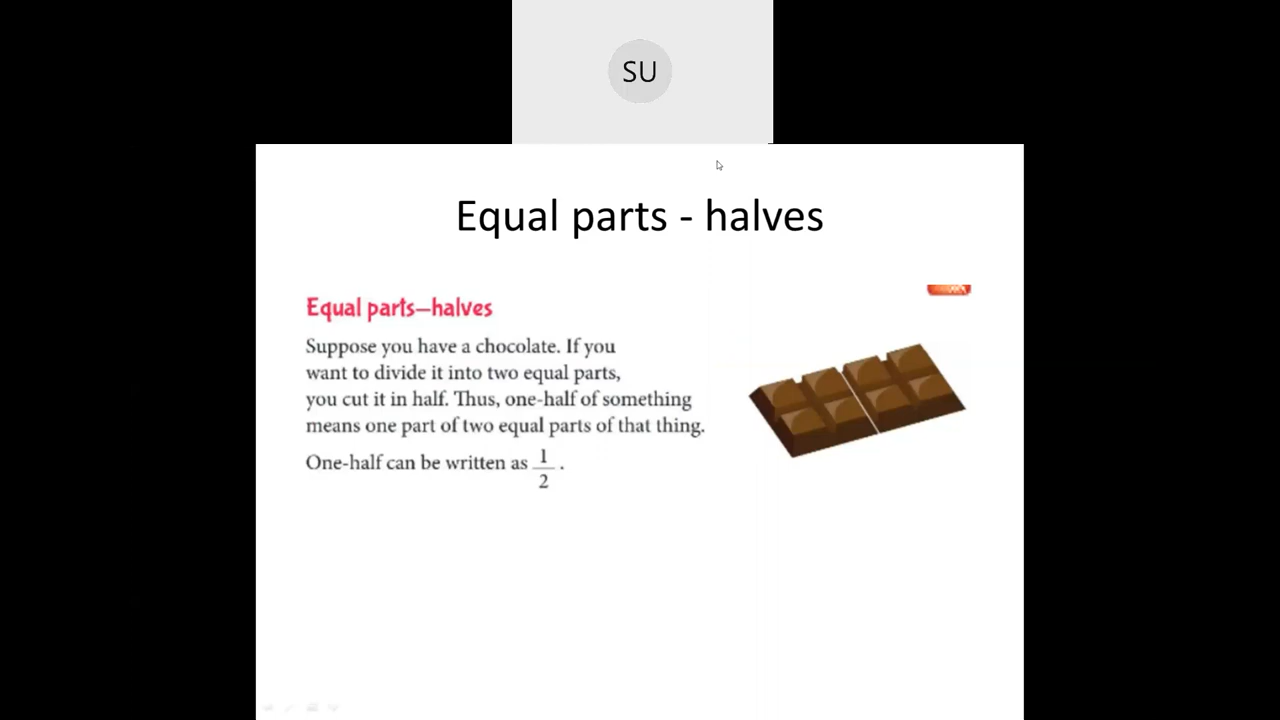 SU
Equal parts - halves
Equal parts—halves
Suppose you have a chocolate. If you
want to divide it into two equal parts,
you cut it in half. Thus, one-half of something
means one part of two equal parts of that thing.
One-half can be written as 1/2 .